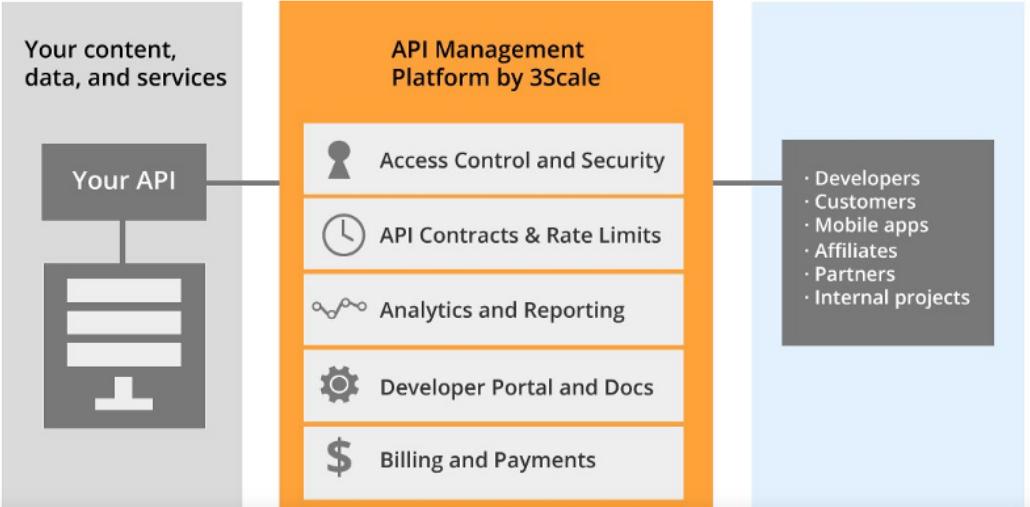 Your content,
data, and services
Your API
API Management
Platform by 3Scale
Access Control and Security
API Contracts & Rate Limits
Analytics and Reporting
Developer Portal and Docs
$ Billing and Payments
· Developers
· Customers
· Mobile apps
· Affiliates
· Partners
· Internal projects